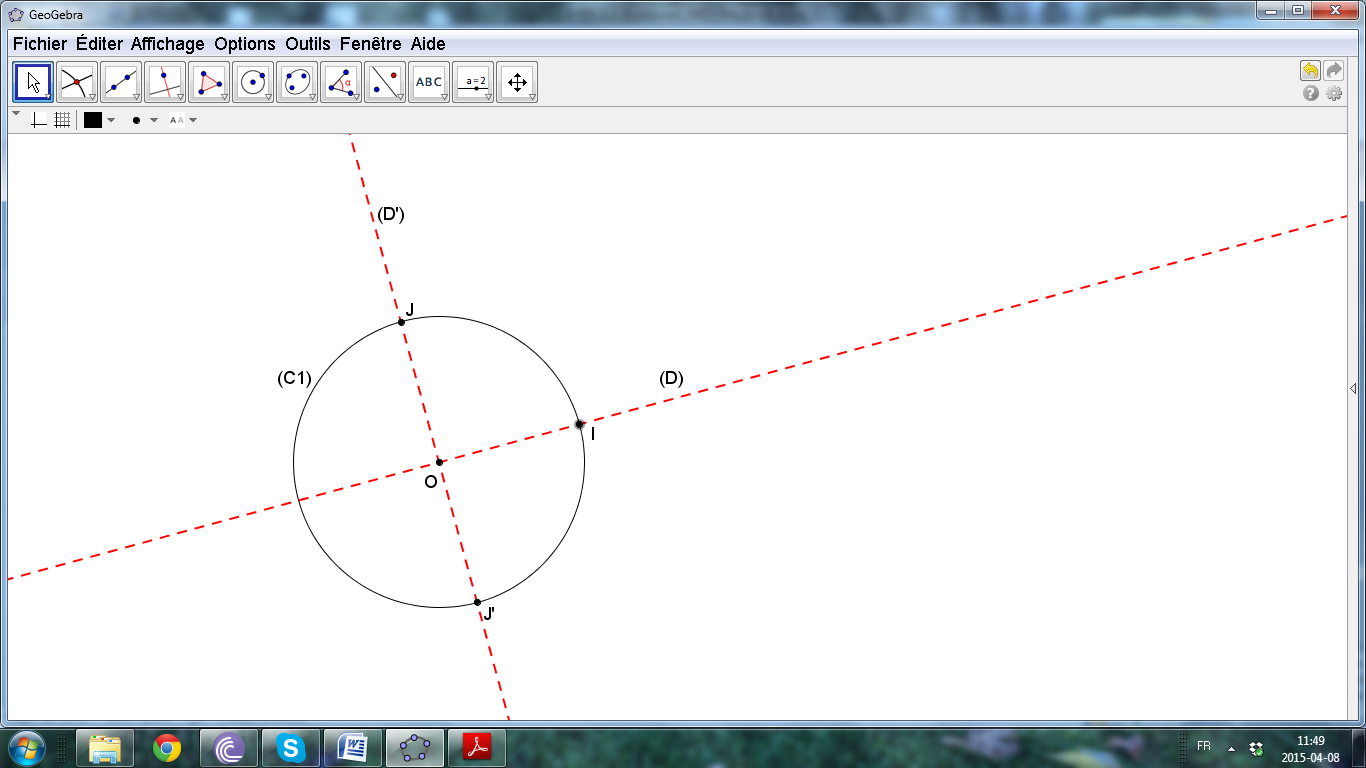 GeoGebra
Fichier Éditer Affichage Options Outils Fenêtre Aide
α ABC a=2
A A
(D')
J
(C1)
(D)
I
O
J'
FR
11:49
2015-04-08